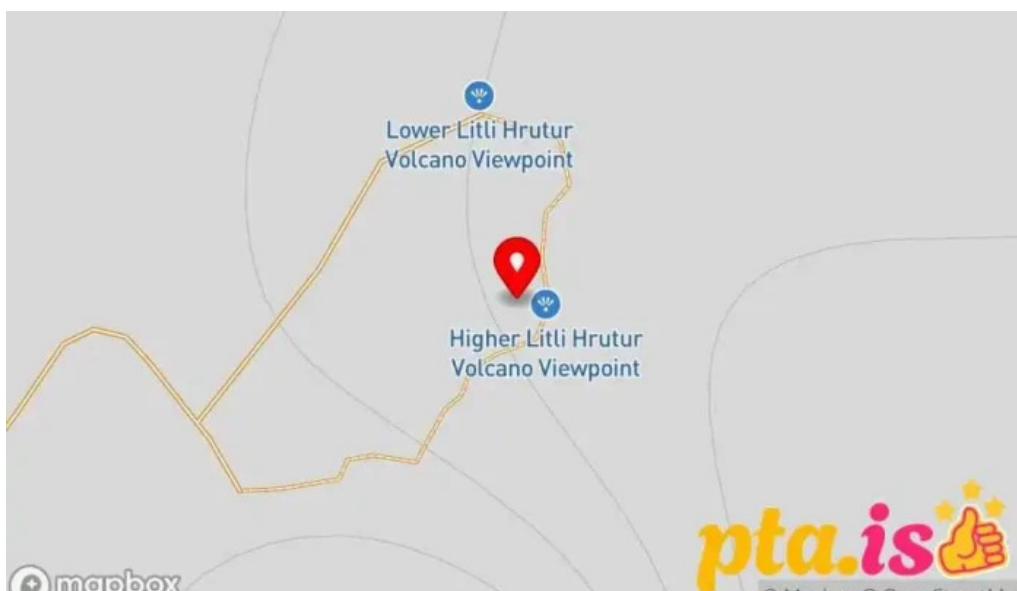 Lower Litli Hrutur
Volcano Viewpoint
Higher Litli Hrutur
Volcano Viewpoint
pta.is
mapbox